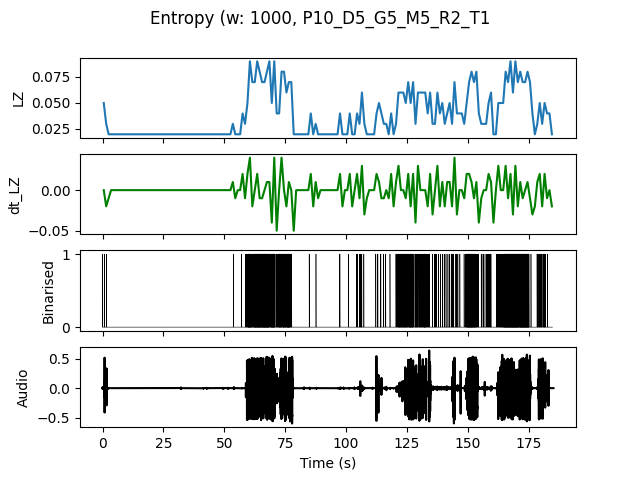 Entropy (w: 1000, P10_D5_G5_M5_R2_T1
LZ
0.075
0.050
0.025
dt_LZ
0.00
−0.05
Binarised
1
0
Audio
0.5
0.0
−0.5
0 25 50 75 100 125 150 175
Time (s)